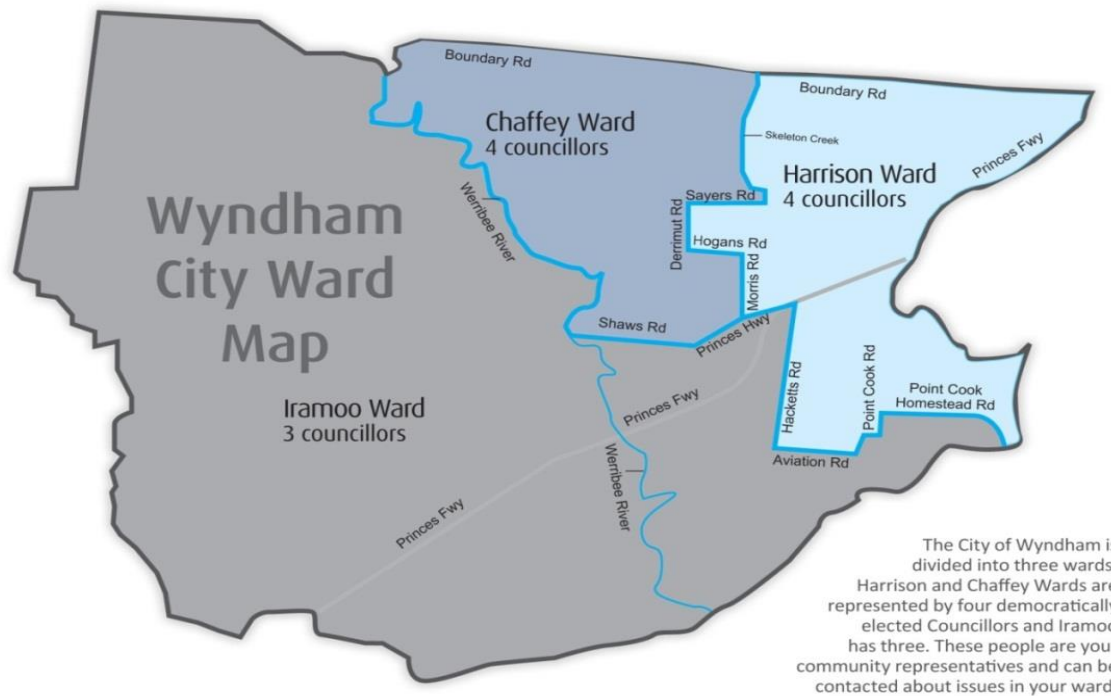 Boundary Rd
Boundary Rd
Chaffey Ward
4 councillors
Skeleton Creek
Princes Fwy
Harrison Ward
4 councillors
Werribee River
Sayers Rd
Derrimut Rd
Hogans Rd
Morris Rd
Wyndham
City Ward
Map
Shaws Rd
Princes Hwy
Hacketts Rd
Point Cook Rd
Point Cook
Homestead Rd
Iramoo Ward
3 councillors
Princes Fwy
Aviation Rd
Werribee River
Princes Fwy
The City of Wyndham i
divided into three wards
Harrison and Chaffey Wards are
represented by four democratically
elected Councillors and Iramoo
has three. These people are you
community representatives and can be
contacted about issues in your ward